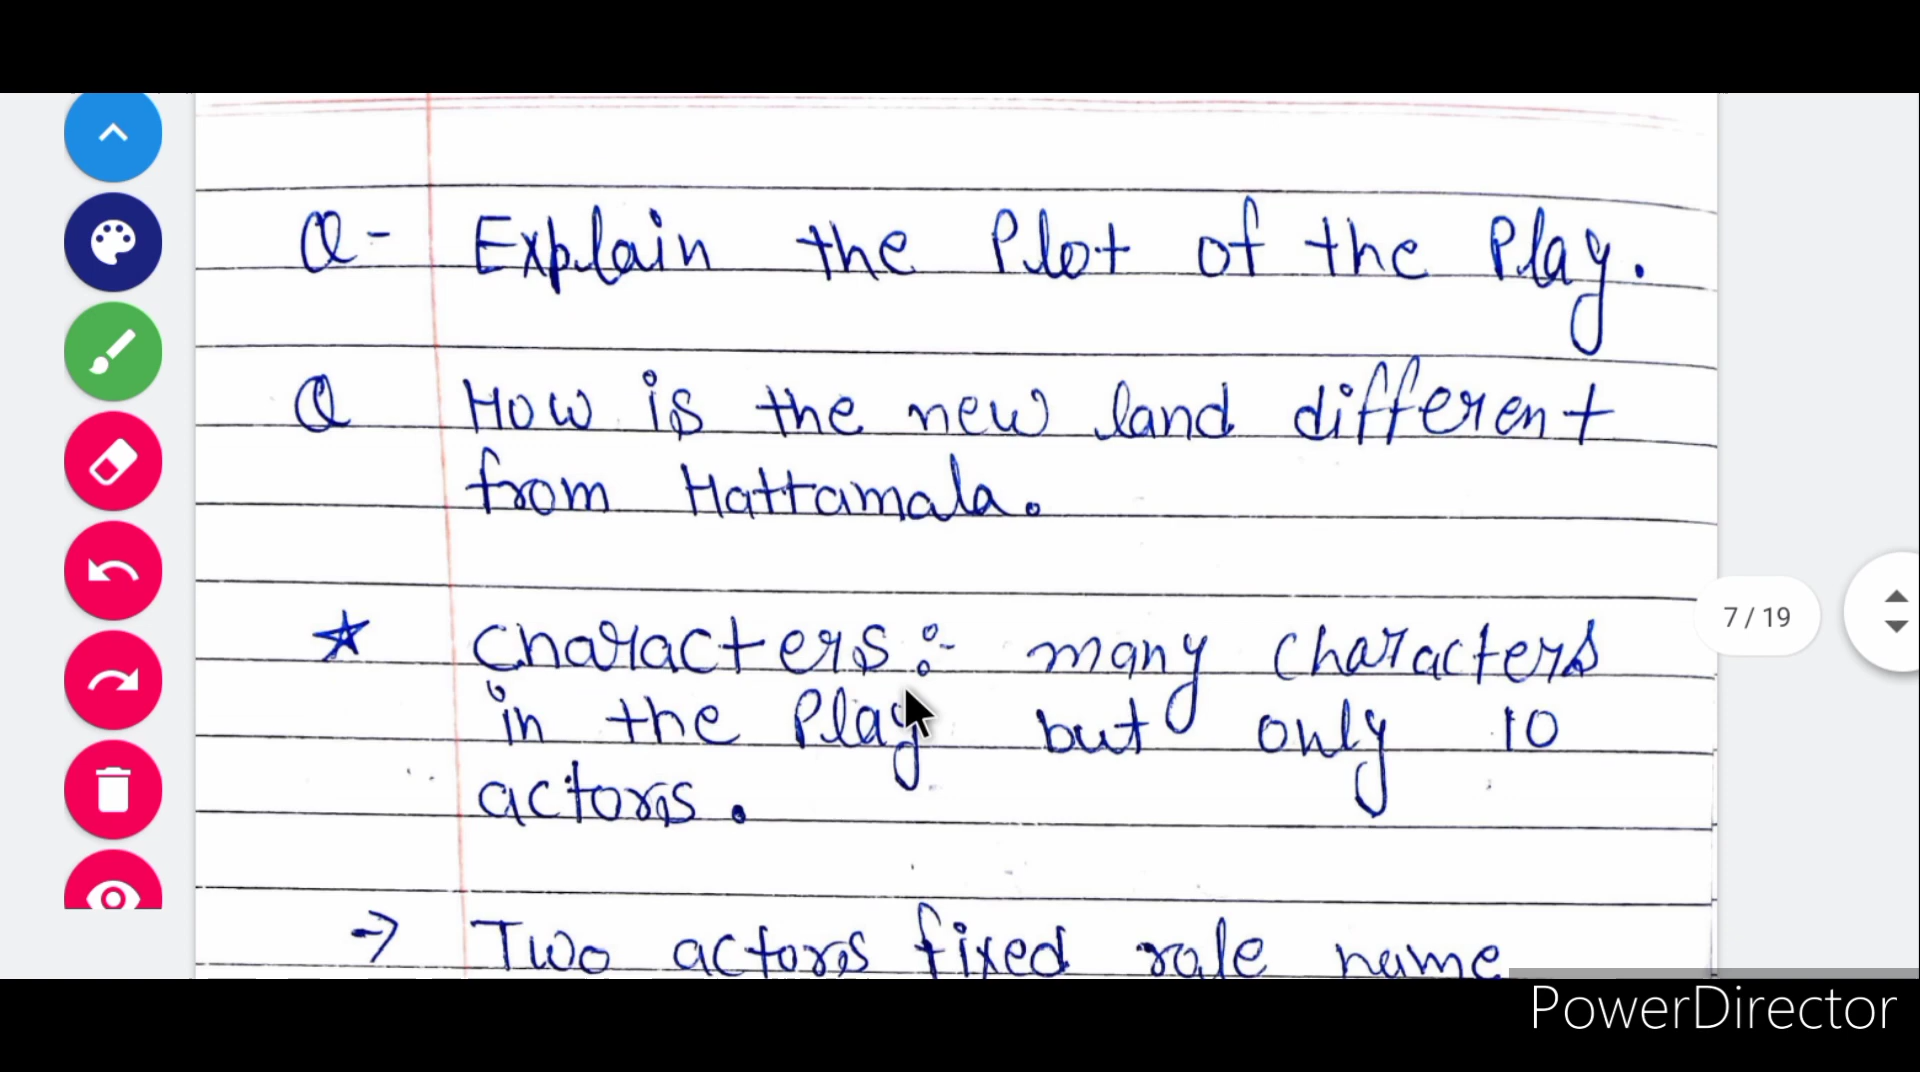 Q- Explain the Plot of the Play.
Q How is the new land different
from Hattamala.
7 / 19
☆ Characters:- many characters
in the Play but only 10
actors.
→ Two actors fixed role name
PowerDirector